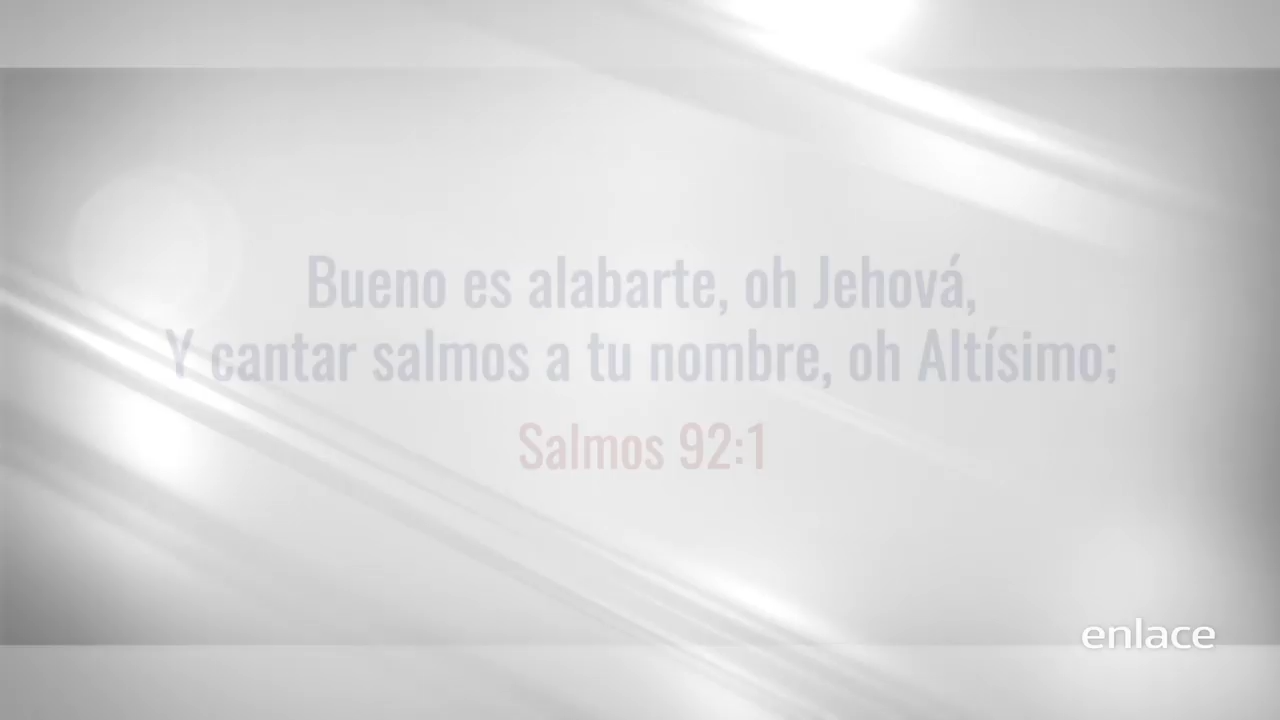 Bueno es alabarte, oh Jehová,
Y cantar salmos a tu nombre, oh Altísimo;
Salmos 92:1
enlace